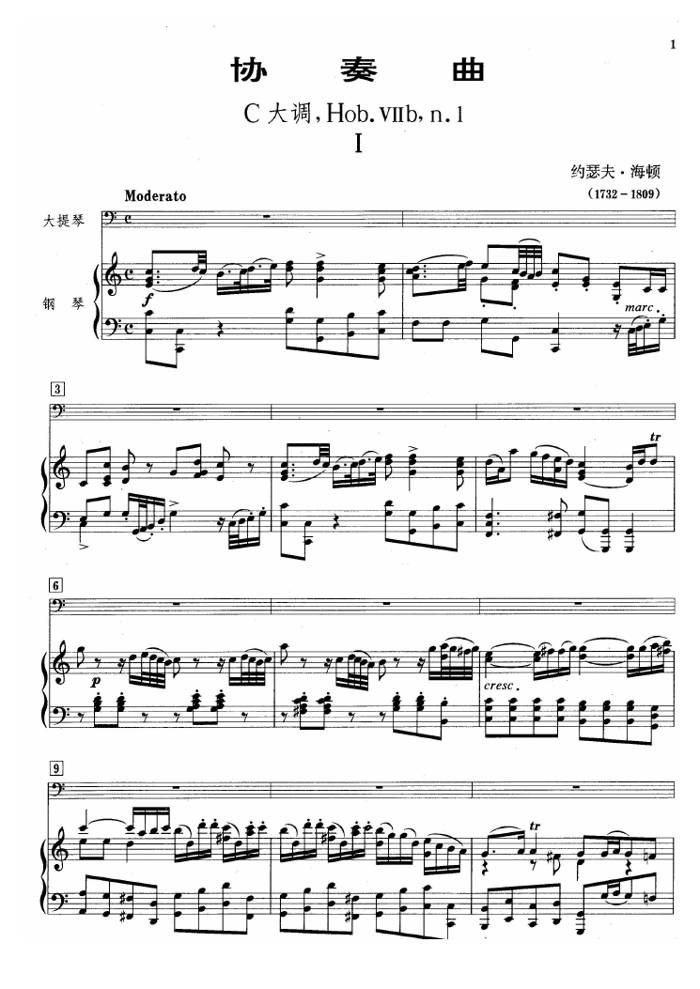 1
协奏曲
C大调, Hob. VIIb, n. 1
I
约瑟夫·海顿
(1732-1809)
Moderato
大提琴
钢琴
f
marc.
3
tr
6
p
cresc.
9
tr